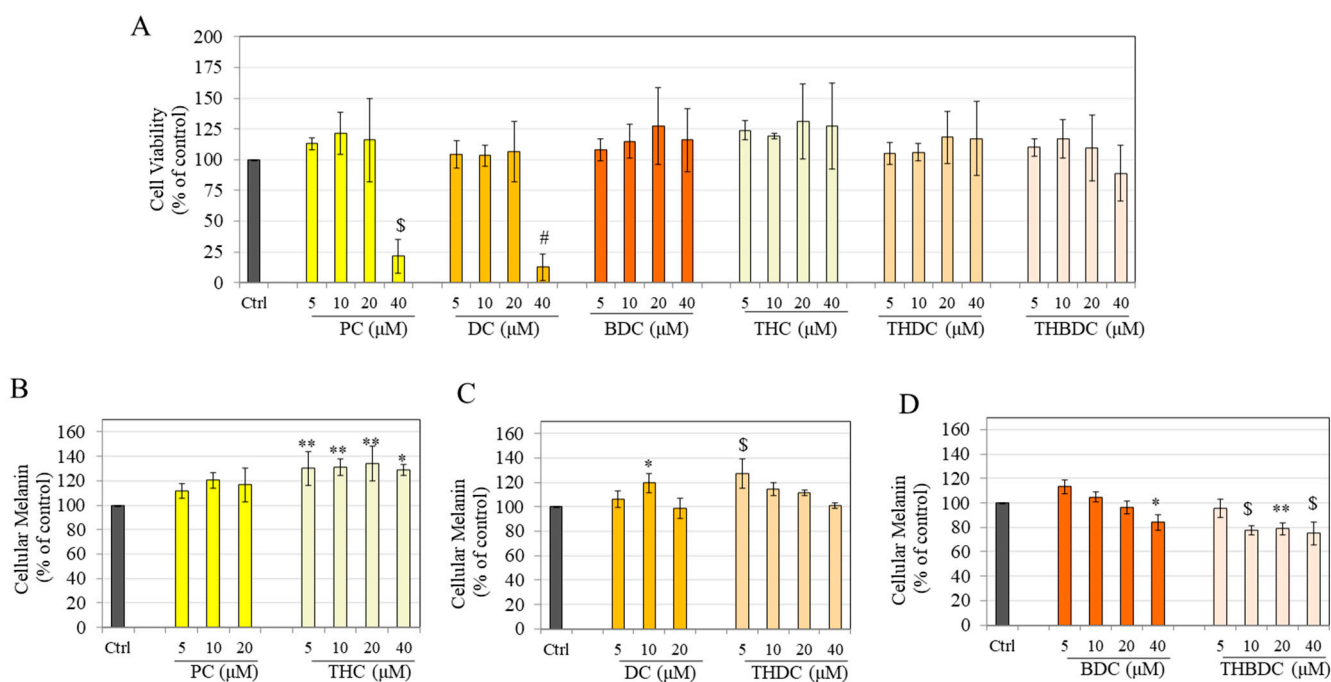 A
200
175
150
125
100
75
50
25
0
Cell Viability
(% of control)
$
#
Ctrl 5 10 20 40 5 10 20 40 5 10 20 40 5 10 20 40 5 10 20 40 5 10 20 40
PC (μM) DC (μM) BDC (μM) THC (μM) THDC (μM) THBDC (μM)
B
160
140
120
100
80
60
40
20
0
Cellular Melanin
(% of control)
** ** ** *
Ctrl 5 10 20 5 10 20 40
PC (μM) THC (μM)
C
160
140
120
100
80
60
40
20
0
Cellular Melanin
(% of control)
* $
Ctrl 5 10 20 5 10 20 40
DC (μM) THDC (μM)
D
160
140
120
100
80
60
40
20
0
Cellular Melanin
(% of control)
* $ ** $
Ctrl 5 10 20 40 5 10 20 40
BDC (μM) THBDC (μM)